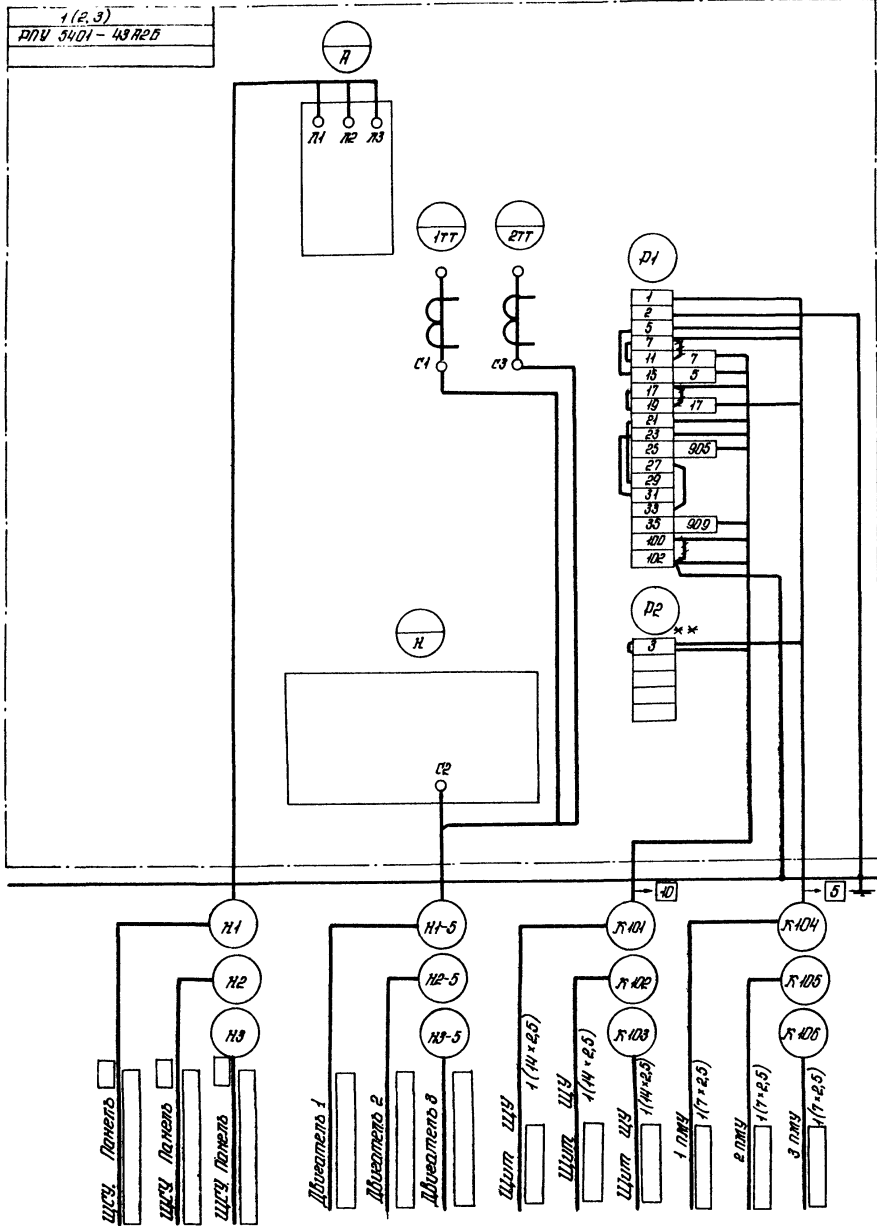 1(2,3)
РПУ 5401-43А2Б
А
Л1 Л2 Л3
1ТТ
2ТТ
С1
С3
Р1
1
2
5
7
11 7
15 5
17
19 17
21
23
25 905
27
29
31
33
35 909
100
102
Р2
**
3
К
С2
10
5
Н1
Н1-5
К101
К104
Н2
Н2-5
К102
К105
Н3
Н3-5
К103
К106
ЩСУ. Панель
ЩСУ Панель
ЩСУ Панель
Двигатель 1
Двигатель 2
Двигатель 3
Щит ЩУ 1(14×2,5)
Щит ЩУ 1(14×2,5)
Щит ЩУ 1(14×2,5)
1 ПМУ 1(7×2,5)
2 ПМУ 1(7×2,5)
3 ПМУ 1(7×2,5)